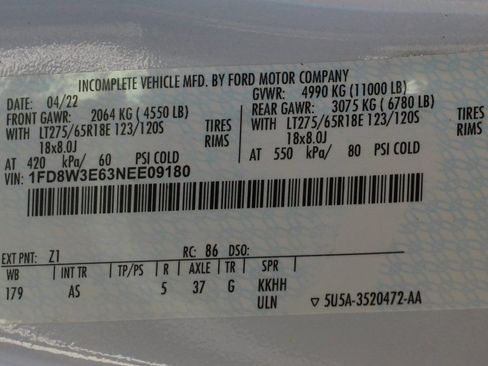 INCOMPLETE VEHICLE MFD. BY FORD MOTOR COMPANY
DATE: 04/22 GVWR: 4990 KG (11000 LB)
FRONT GAWR: 2064 KG (4550 LB) REAR GAWR: 3075 KG (6780 LB)
WITH LT275/65R18E 123/120S TIRES WITH LT275/65R18E 123/120S TIRES
18x8.0J RIMS 18x8.0J RIMS
AT 420 kPa/ 60 PSI COLD AT 550 kPa/ 80 PSI COLD
VIN: 1FD8W3E63NEE09180
EXT PNT: Z1 RC: 86 DSO:
WB INT TR TP/PS R AXLE TR SPR
179 AS 5 37 G KKHH
ULN ▽ 5U5A-3520472-AA